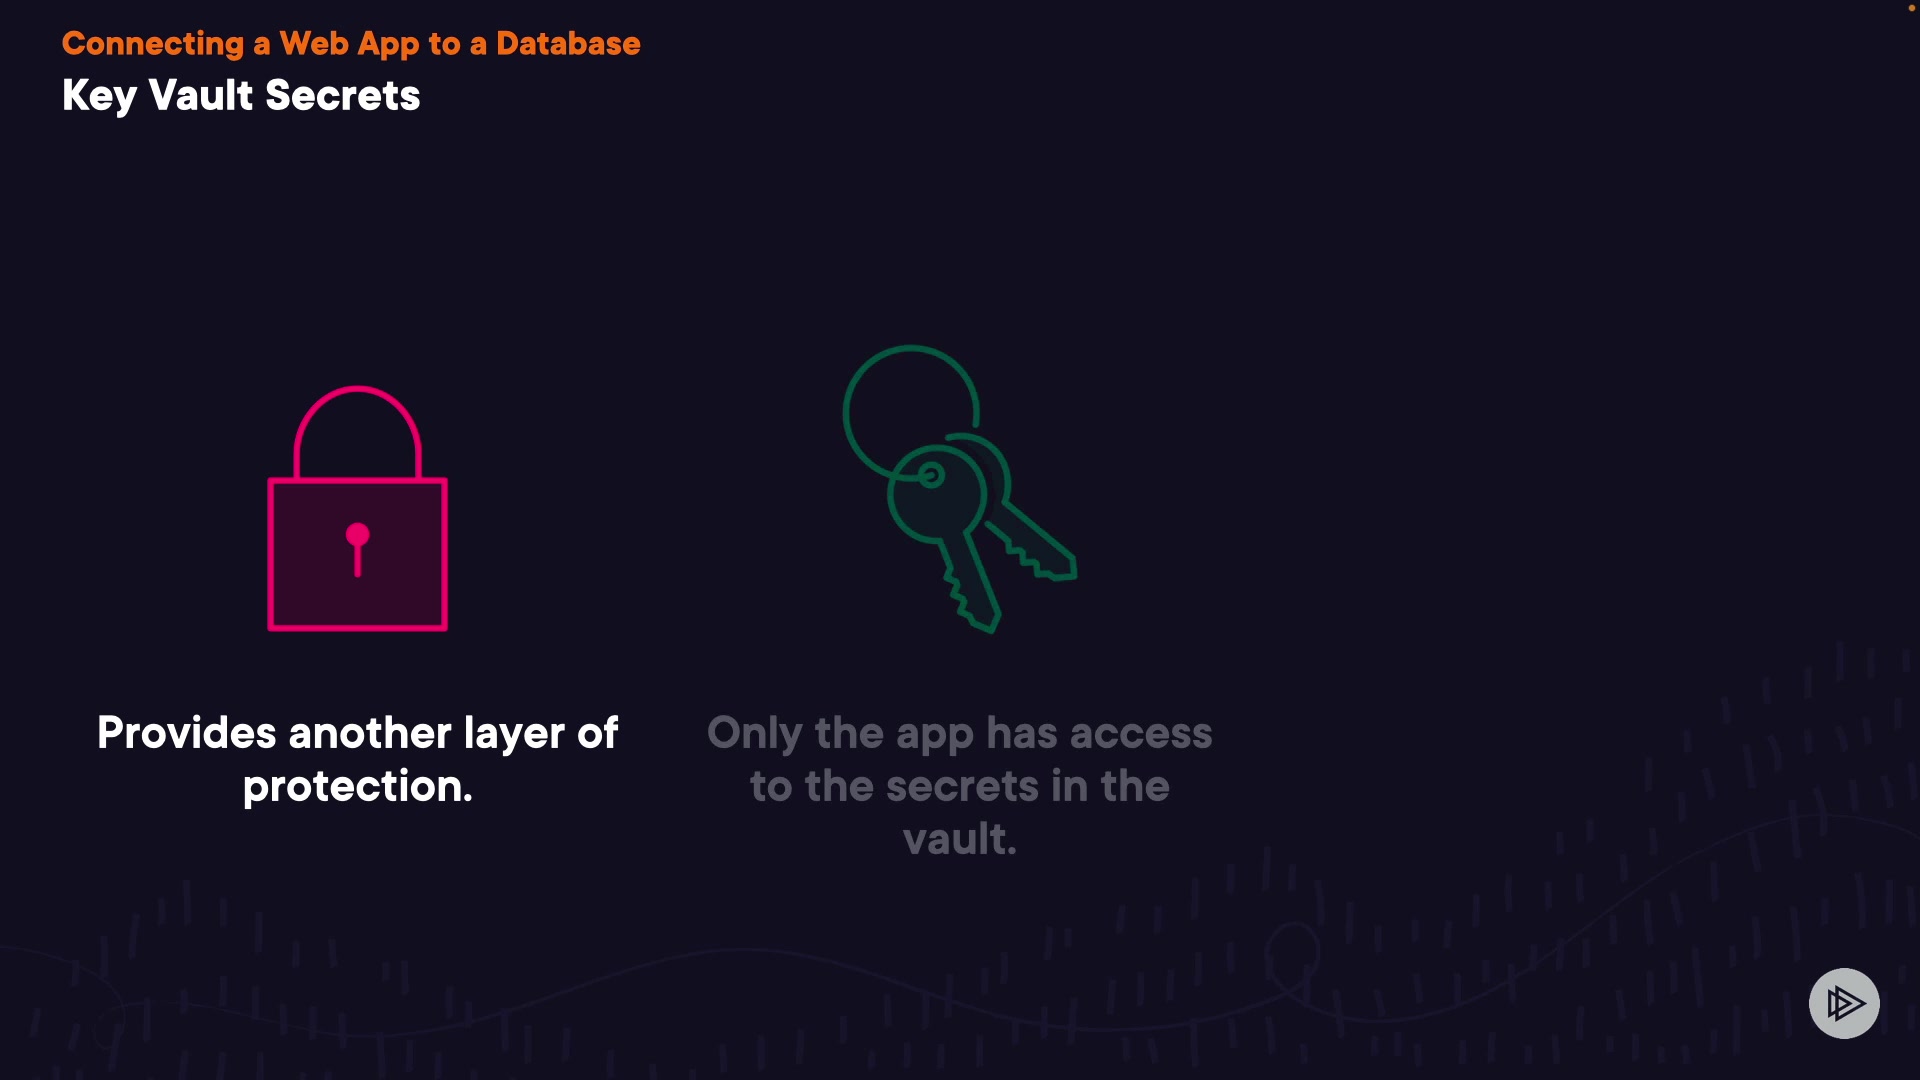 Connecting a Web App to a Database
Key Vault Secrets
Provides another layer of
protection.
Only the app has access
to the secrets in the
vault.